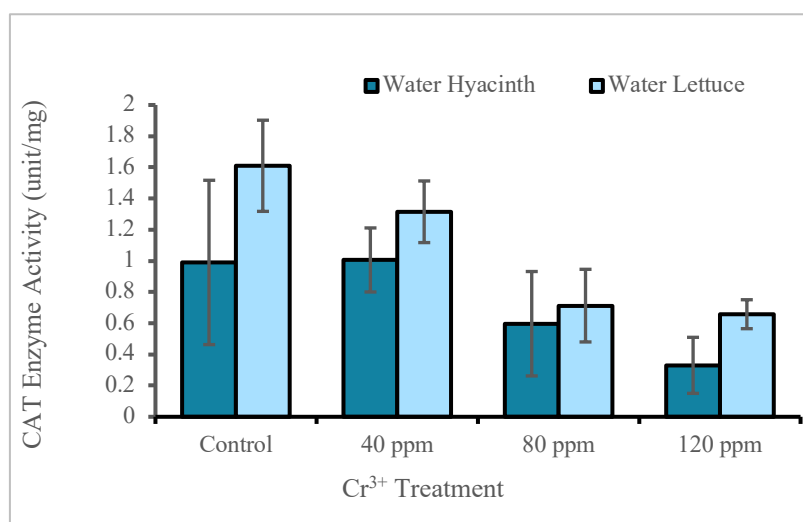 Water Hyacinth Water Lettuce
CAT Enzyme Activity (unit/mg)
2
1.8
1.6
1.4
1.2
1
0.8
0.6
0.4
0.2
0
Control 40 ppm 80 ppm 120 ppm
Cr³⁺ Treatment